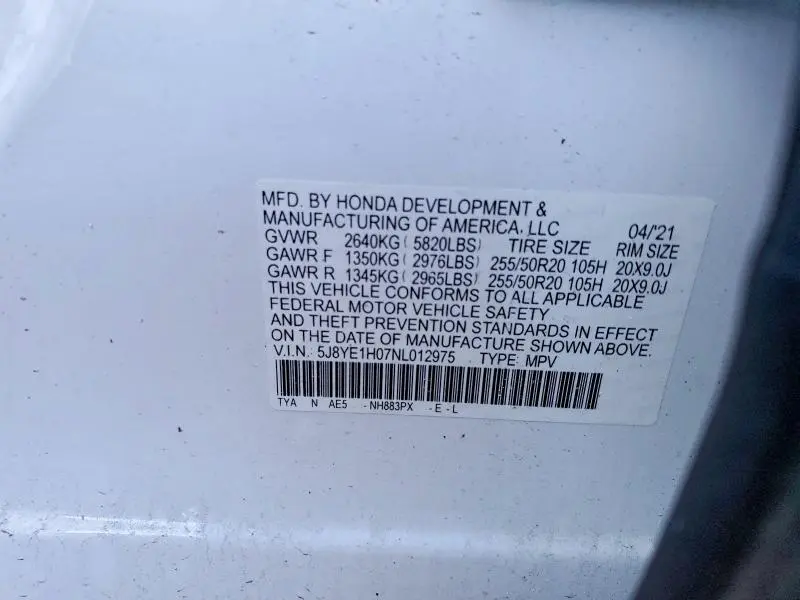 MFD. BY HONDA DEVELOPMENT &
MANUFACTURING OF AMERICA, LLC 04/'21
GVWR 2640KG ( 5820LBS) TIRE SIZE RIM SIZE
GAWR F 1350KG ( 2976LBS) 255/50R20 105H 20X9.0J
GAWR R 1345KG ( 2965LBS) 255/50R20 105H 20X9.0J
THIS VEHICLE CONFORMS TO ALL APPLICABLE
FEDERAL MOTOR VEHICLE SAFETY
AND THEFT PREVENTION STANDARDS IN EFFECT
ON THE DATE OF MANUFACTURE SHOWN ABOVE.
V.I.N. 5J8YE1H07NL012975 TYPE: MPV
TYA N AE5 -NH883PX -E-L